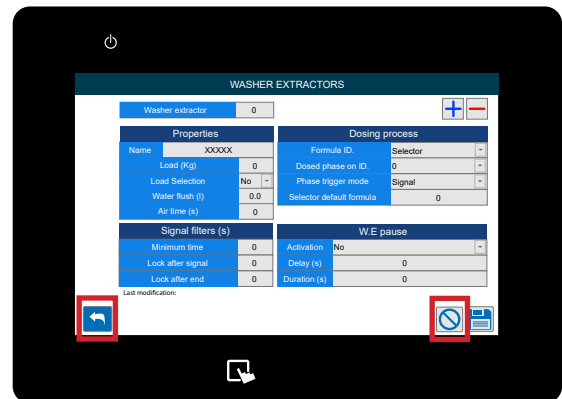 WASHER EXTRACTORS
Washer extractor 0
Properties
Name XXXXX
Load (Kg) 0
Load Selection No
Water flush (l) 0.0
Air time (s) 0
Dosing process
Formula ID. Selector
Dosed phase on ID. 0
Phase trigger mode Signal
Selector default formula 0
Signal filters (s)
Minimum time 0
Lock after signal 0
Lock after end 0
W.E pause
Activation No
Delay (s) 0
Duration (s) 0
Last modification: